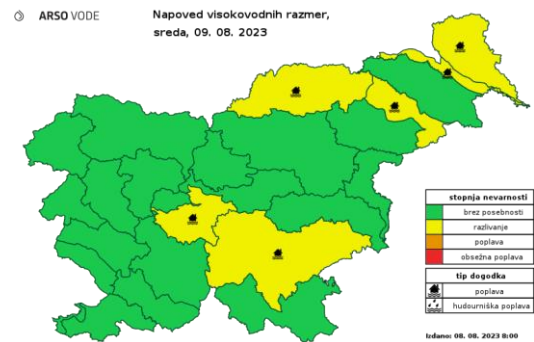 ARSO VODE
Napoved visokovodnih razmer,
sreda, 09. 08. 2023
stopnja nevarnosti
brez posebnosti
razlivanje
poplava
obsežna poplava
tip dogodka
poplava
hudourniška poplava
Izdano: 08. 08. 2023 8:00